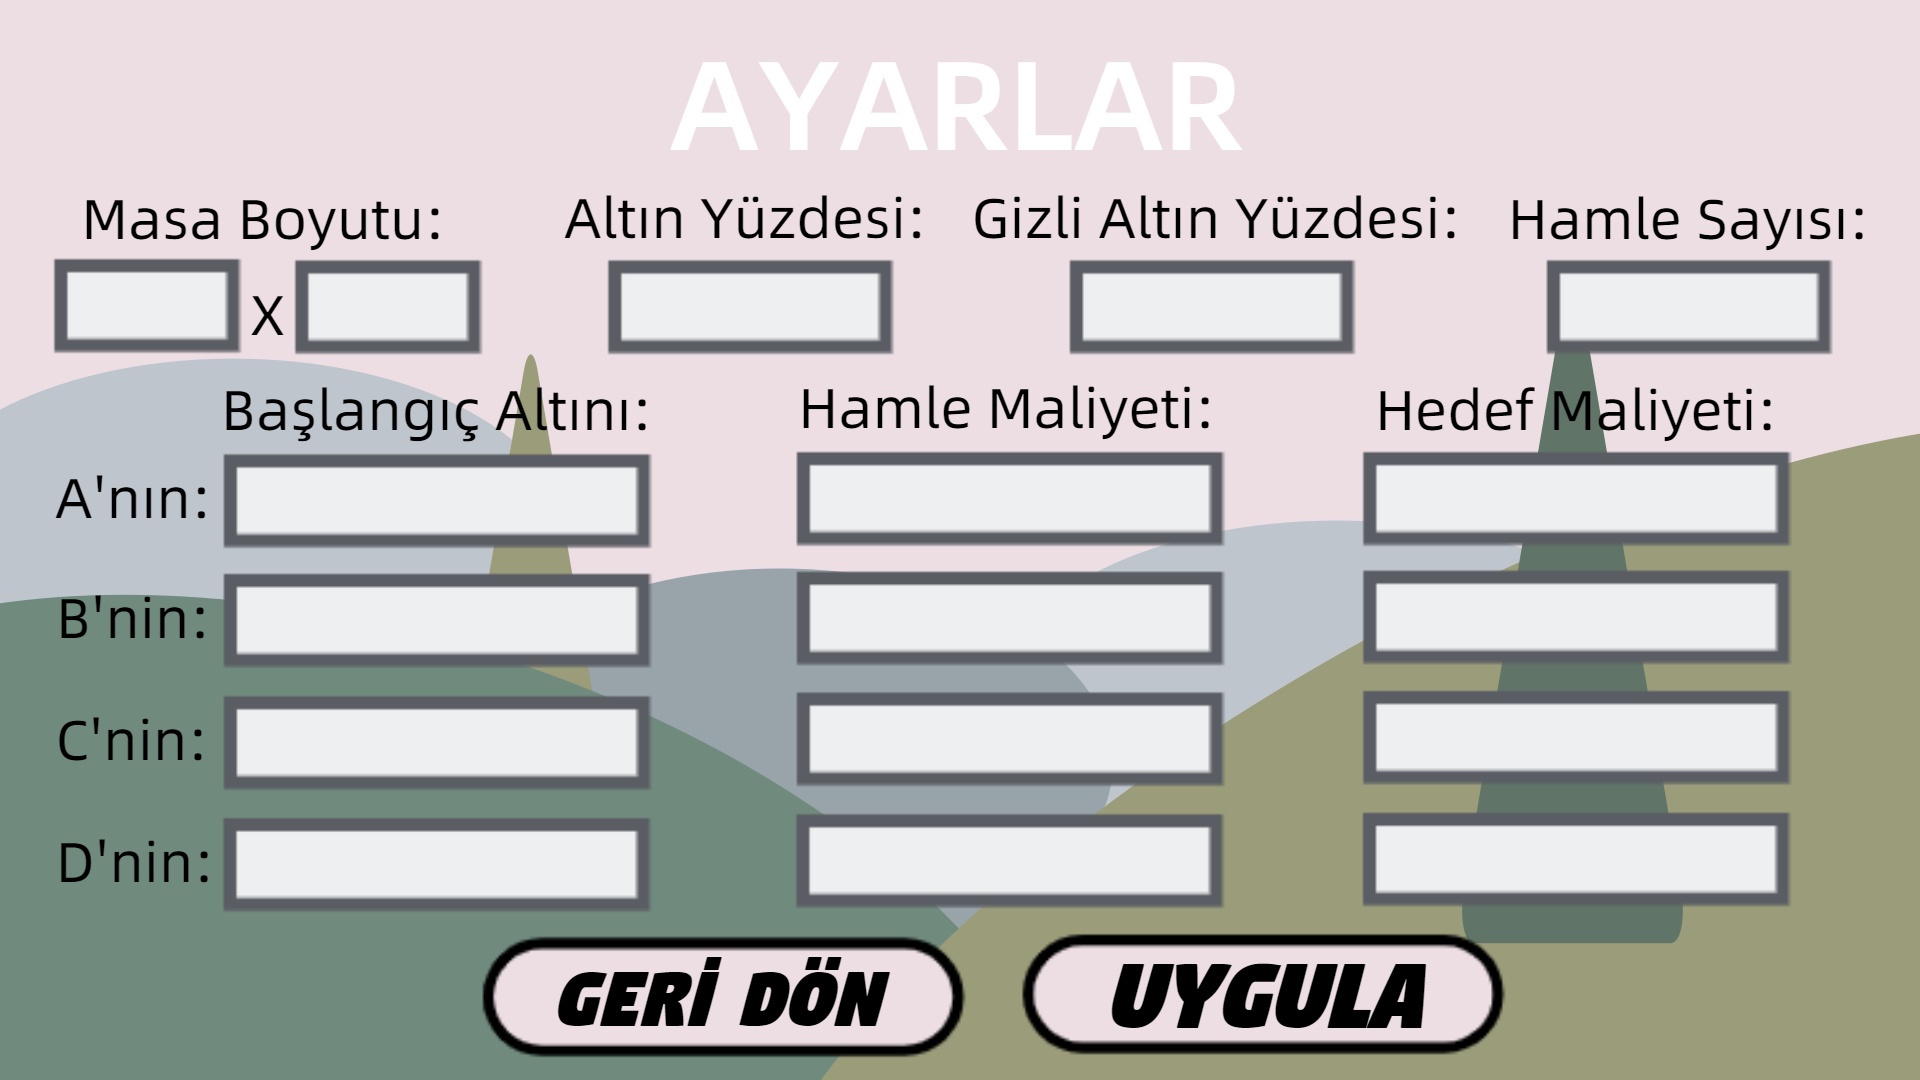 AYARLAR
Masa Boyutu: Altın Yüzdesi: Gizli Altın Yüzdesi: Hamle Sayısı:
X
Başlangıç Altını: Hamle Maliyeti: Hedef Maliyeti:
A'nın:
B'nin:
C'nin:
D'nin:
GERİ DÖN UYGULA